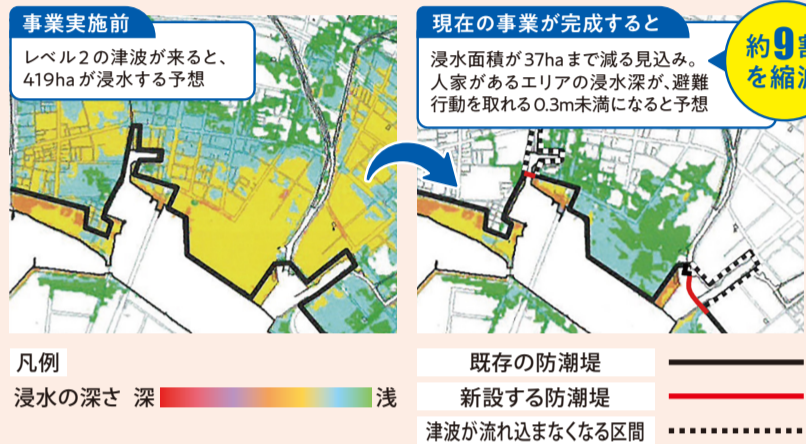 事業実施前
レベル2の津波が来ると、
419haが浸水する予想
現在の事業が完成すると
浸水面積が37haまで減る見込み。
人家があるエリアの浸水深が、避難
行動を取れる0.3m未満になると予想
約9割
を縮
凡例
浸水の深さ 深 浅
既存の防潮堤
新設する防潮堤
津波が流れ込まなくなる区間